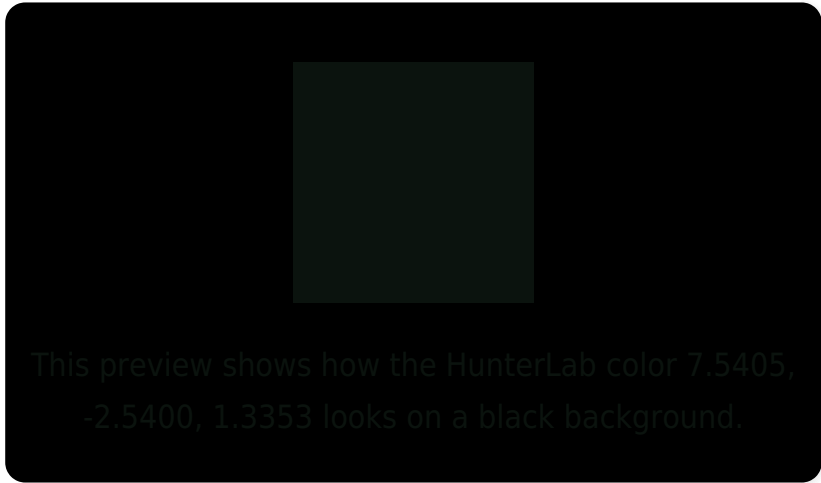 This preview shows how the HunterLab color 7.5405,
-2.5400, 1.3353 looks on a black background.